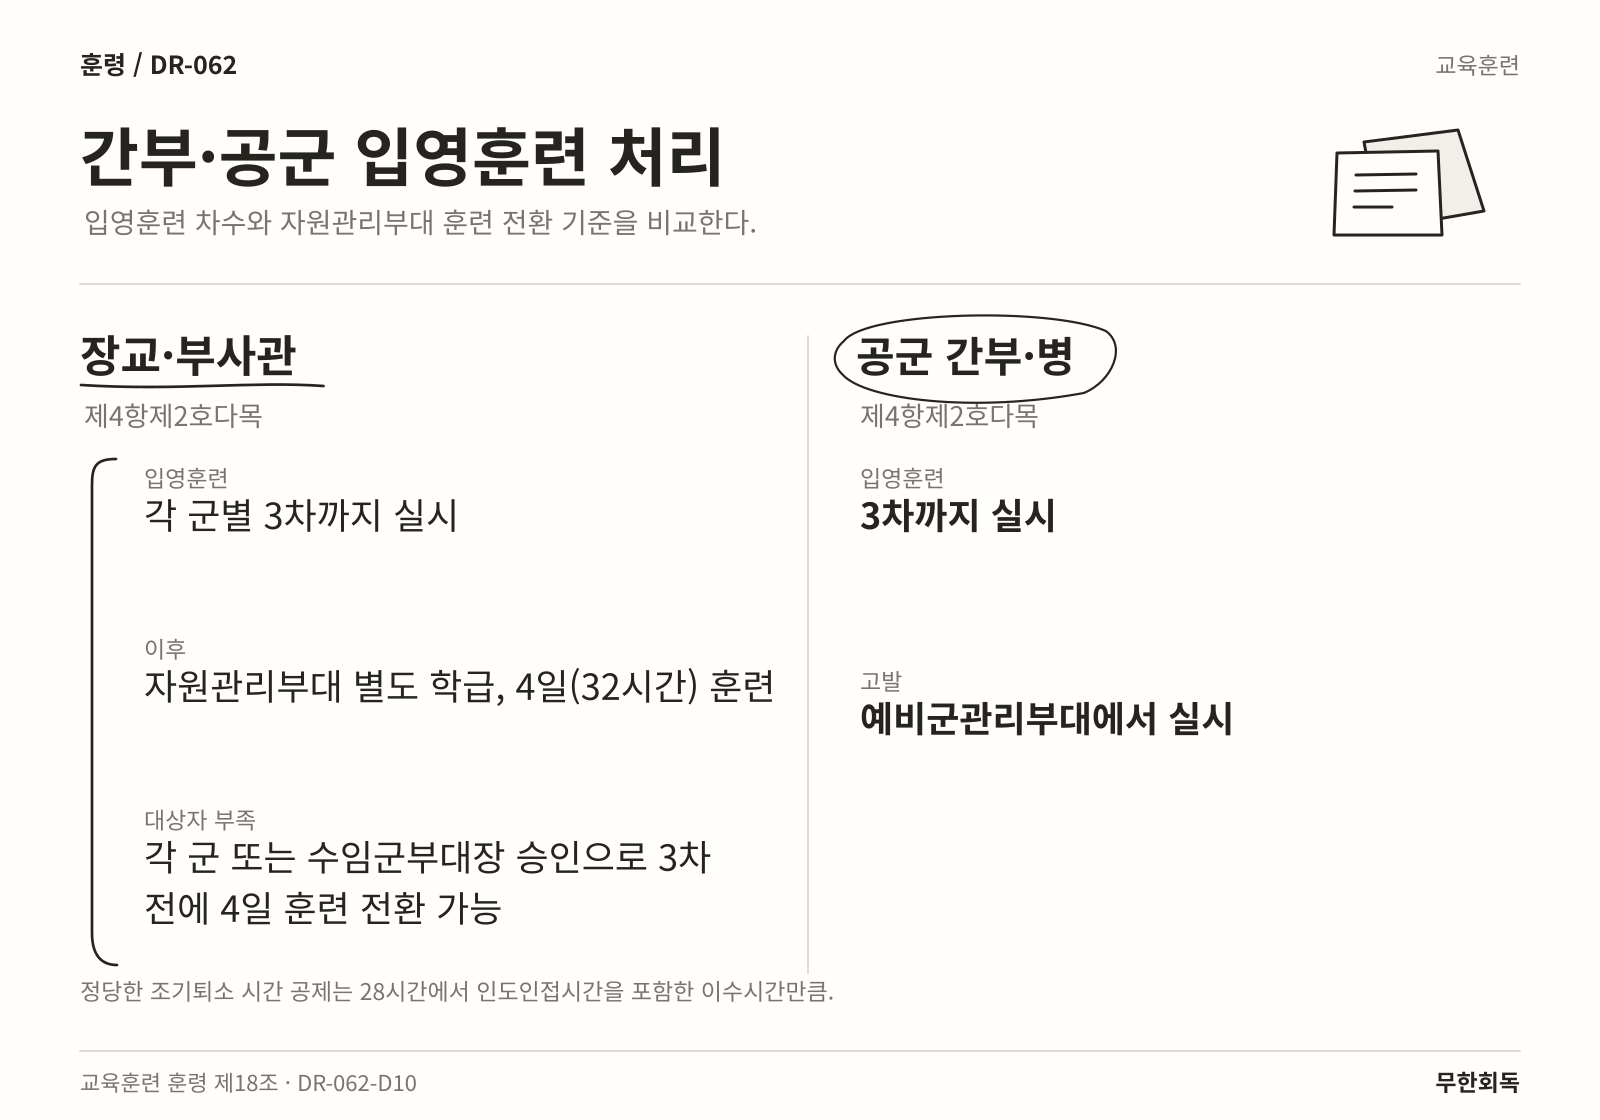 훈령 / DR-062
교육훈련
간부·공군 입영훈련 처리
입영훈련 차수와 자원관리부대 훈련 전환 기준을 비교한다.
장교·부사관
제4항제2호다목
입영훈련
각 군별 3차까지 실시
이후
자원관리부대 별도 학급, 4일(32시간) 훈련
대상자 부족
각 군 또는 수임군부대장 승인으로 3차
전에 4일 훈련 전환 가능
공군 간부·병
제4항제2호다목
입영훈련
3차까지 실시
고발
예비군관리부대에서 실시
정당한 조기퇴소 시간 공제는 28시간에서 인도인접시간을 포함한 이수시간만큼.
교육훈련 훈령 제18조 · DR-062-D10
무한회독